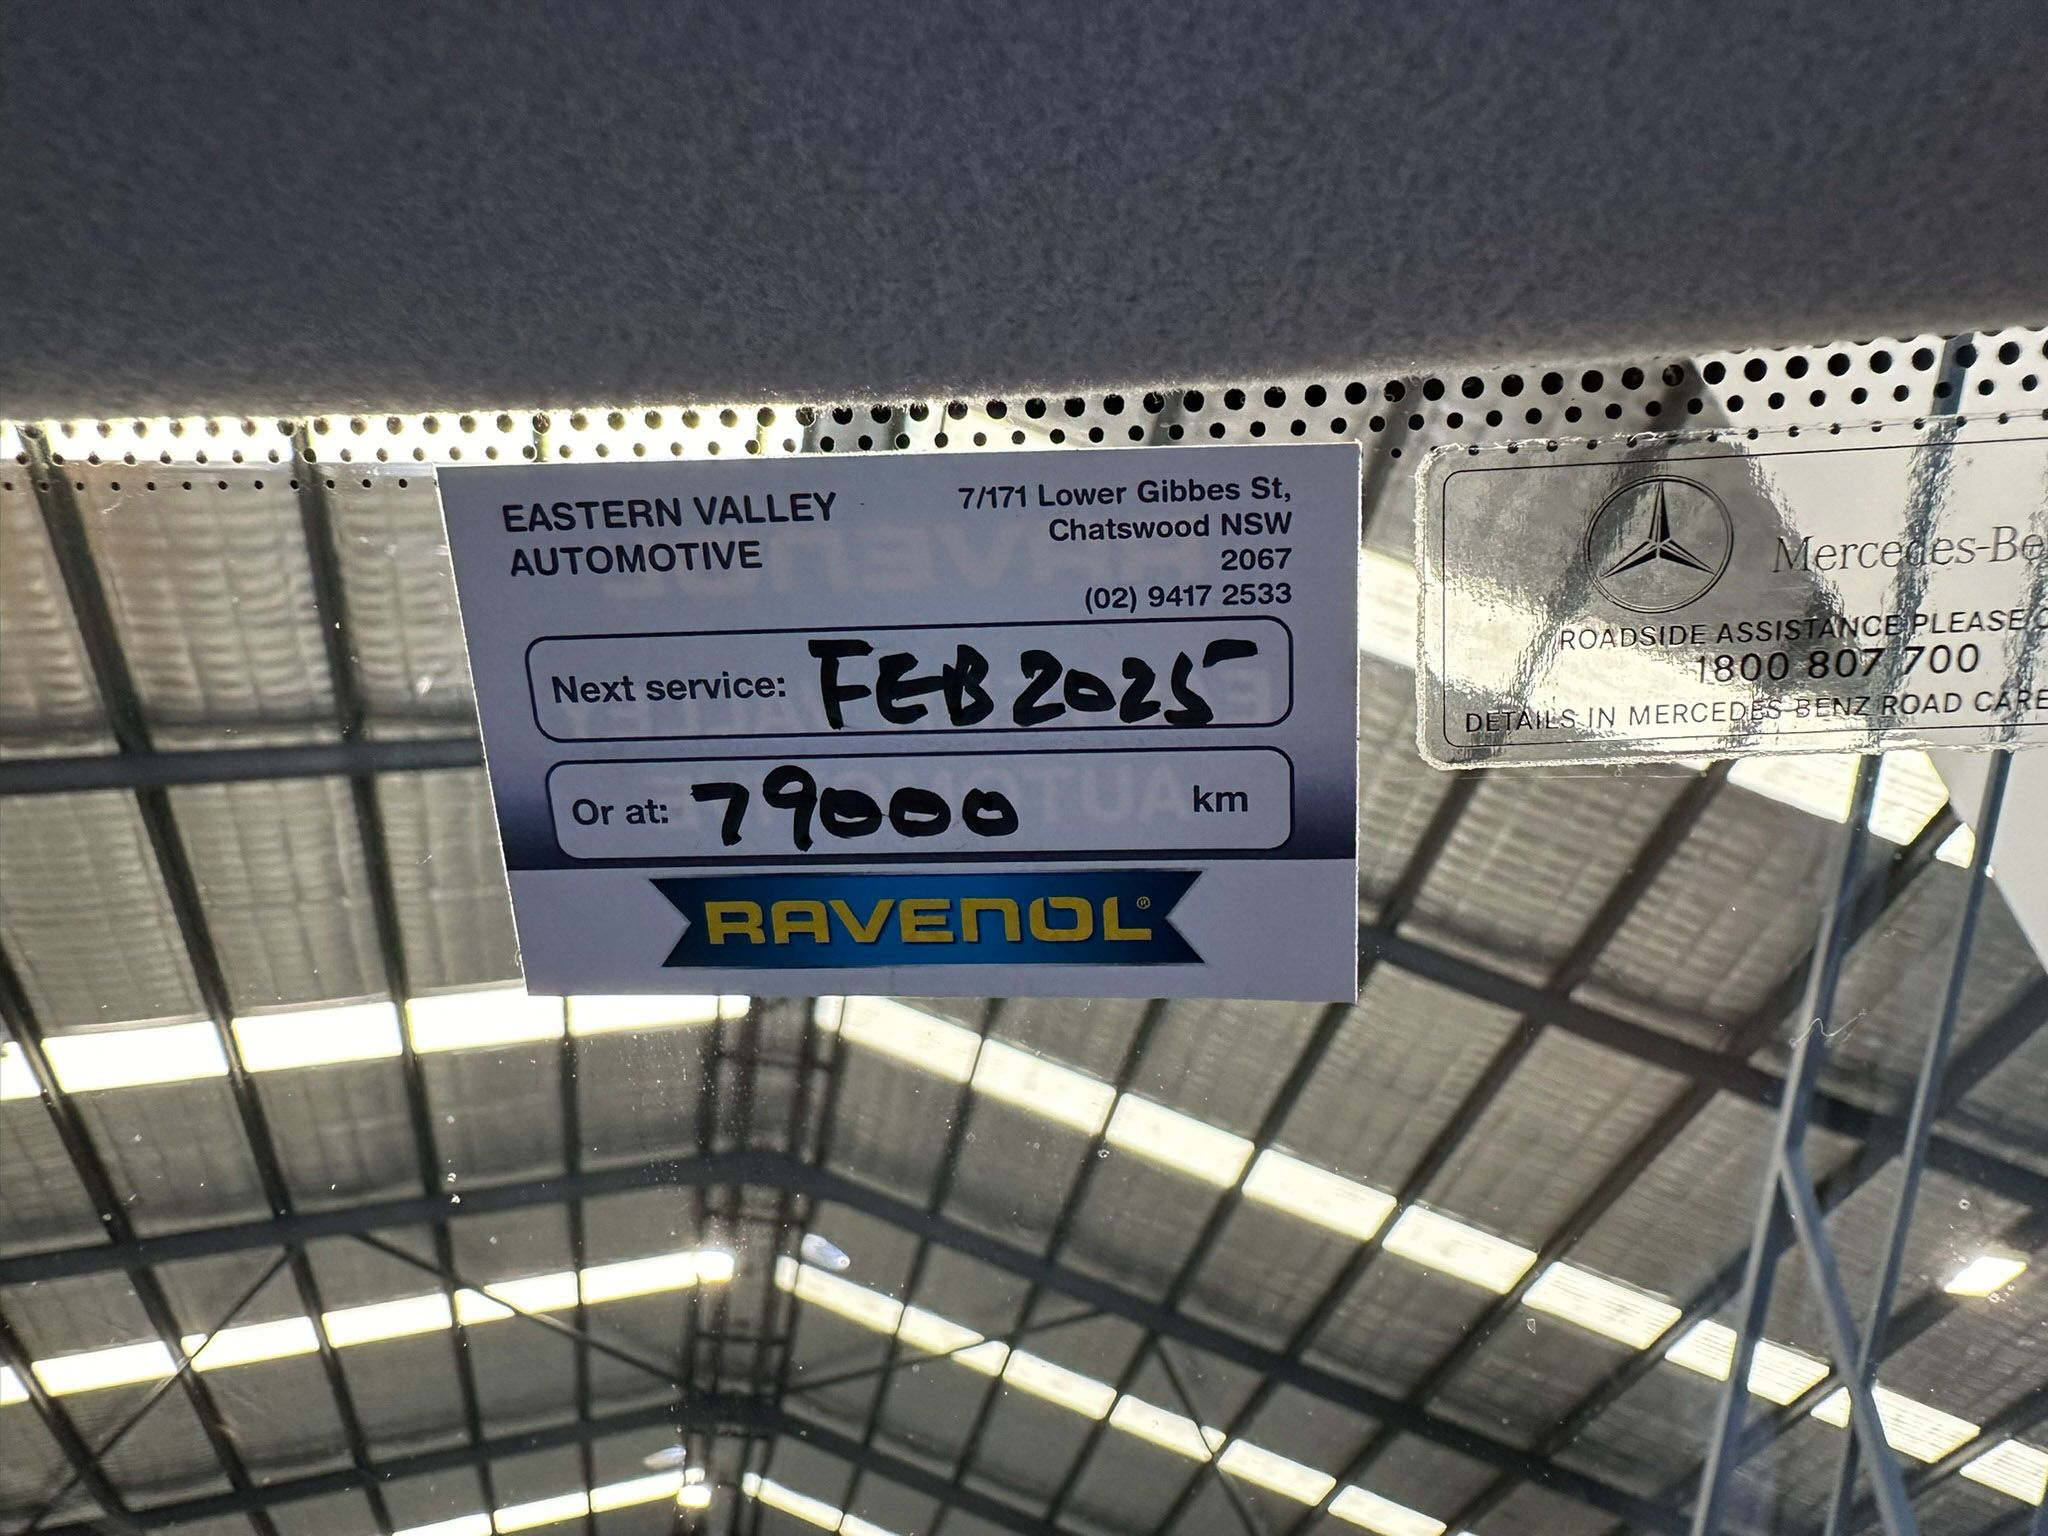 EASTERN VALLEY
AUTOMOTIVE
7/171 Lower Gibbes St,
Chatswood NSW
2067
(02) 9417 2533
Next service: FEB 2025
Or at: 79000 km
RAVENOL®
ROADSIDE ASSISTANCE PLEASE
1800 807 700
DETAILS IN MERCEDES-BENZ ROAD CARE